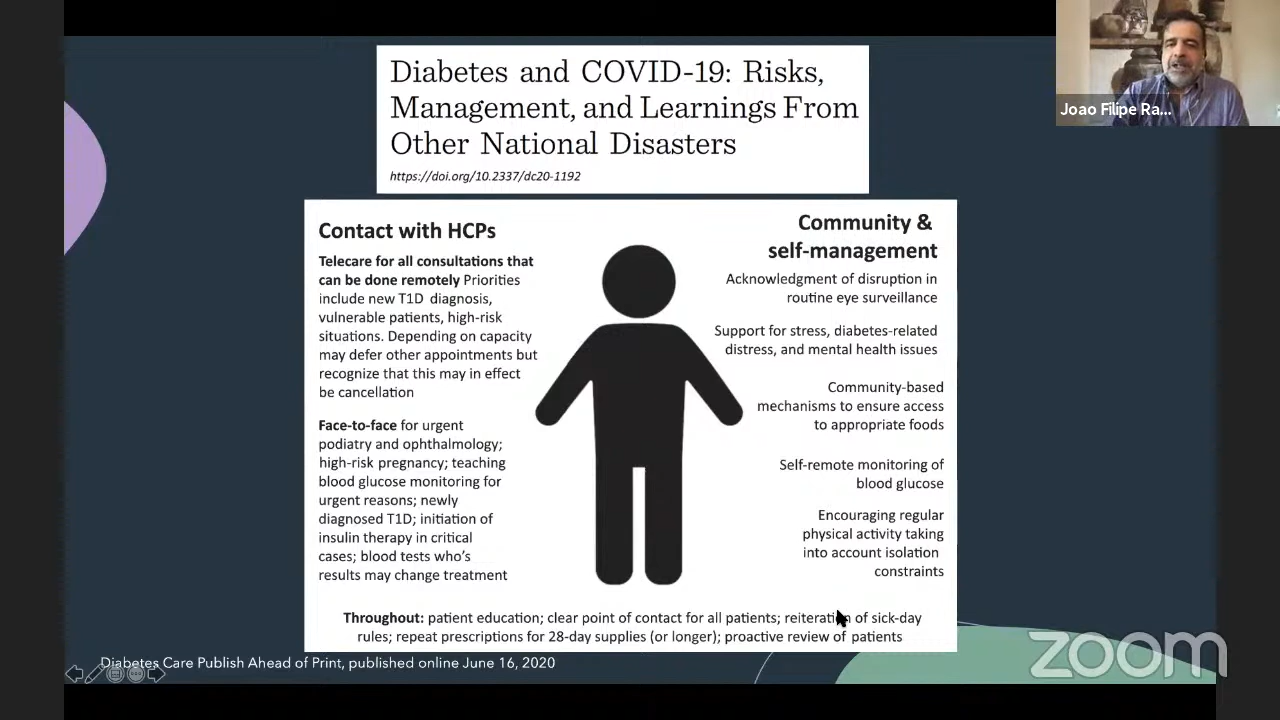 Diabetes and COVID-19: Risks,
Management, and Learnings From
Other National Disasters
https://doi.org/10.2337/dc20-1192
Joao Filipe Ra...
Contact with HCPs
Telecare for all consultations that
can be done remotely Priorities
include new T1D diagnosis,
vulnerable patients, high-risk
situations. Depending on capacity
may defer other appointments but
recognize that this may in effect
be cancellation
Face-to-face for urgent
podiatry and ophthalmology;
high-risk pregnancy; teaching
blood glucose monitoring for
urgent reasons; newly
diagnosed T1D; initiation of
insulin therapy in critical
cases; blood tests who's
results may change treatment
Community &
self-management
Acknowledgment of disruption in
routine eye surveillance
Support for stress, diabetes-related
distress, and mental health issues
Community-based
mechanisms to ensure access
to appropriate foods
Self-remote monitoring of
blood glucose
Encouraging regular
physical activity taking
into account isolation
constraints
Throughout: patient education; clear point of contact for all patients; reiteration of sick-day
rules; repeat prescriptions for 28-day supplies (or longer); proactive review of patients
Diabetes Care Publish Ahead of Print, published online June 16, 2020
zoom